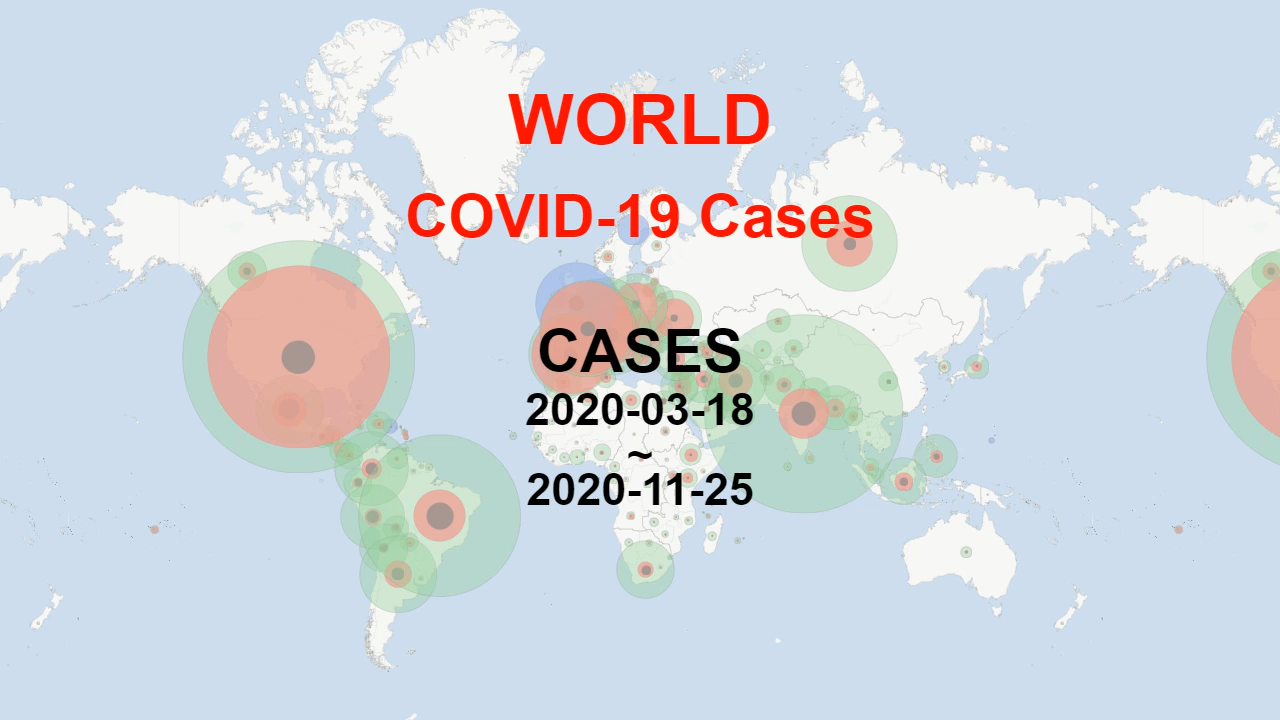 WORLD
COVID-19 Cases
CASES
2020-03-18
~
2020-11-25